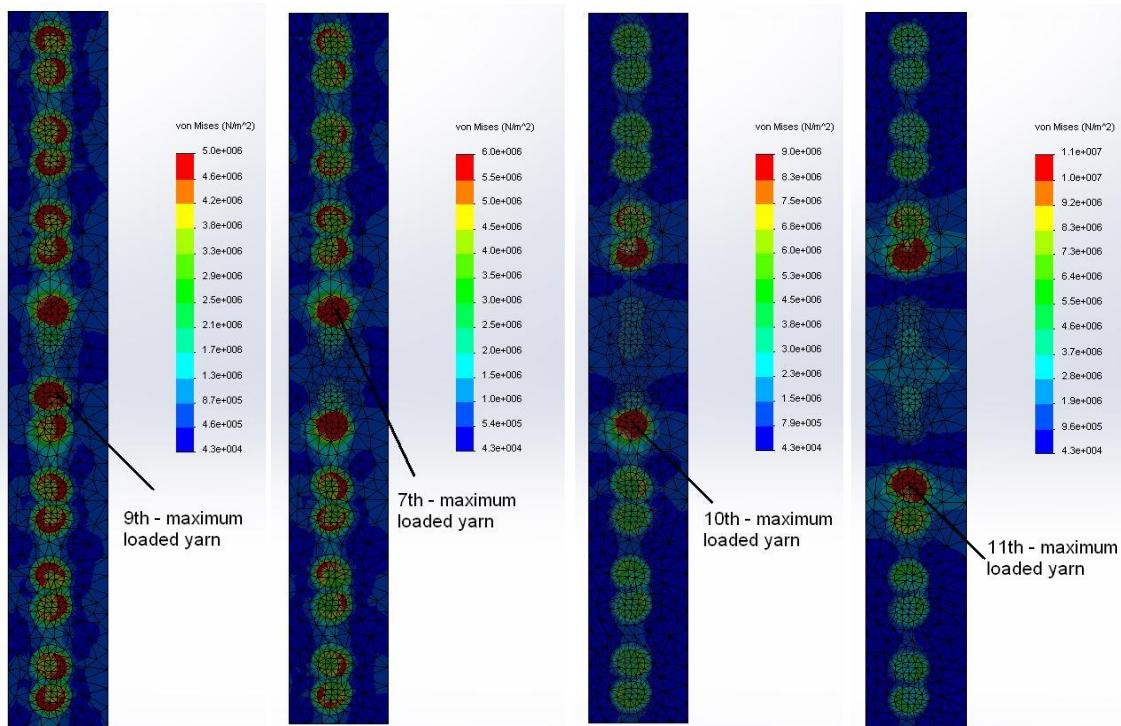 von Mises (N/m^2)
5.0e+006
4.6e+006
4.2e+006
3.8e+006
3.3e+006
2.9e+006
2.5e+006
2.1e+006
1.7e+006
1.3e+006
8.7e+005
4.6e+005
4.3e+004
9th - maximum
loaded yarn
von Mises (N/m^2)
6.0e+006
5.5e+006
5.0e+006
4.5e+006
4.0e+006
3.5e+006
3.0e+006
2.5e+006
2.0e+006
1.5e+006
1.0e+006
5.4e+005
4.3e+004
7th - maximum
loaded yarn
von Mises (N/m^2)
9.0e+006
8.3e+006
7.5e+006
6.8e+006
6.0e+006
5.3e+006
4.5e+006
3.8e+006
3.0e+006
2.3e+006
1.5e+006
7.9e+005
4.3e+004
10th - maximum
loaded yarn
von Mises (N/m^2)
1.1e+007
1.0e+007
9.2e+006
8.3e+006
7.3e+006
6.4e+006
5.5e+006
4.6e+006
3.7e+006
2.8e+006
1.9e+006
9.6e+005
4.3e+004
11th - maximum
loaded yarn